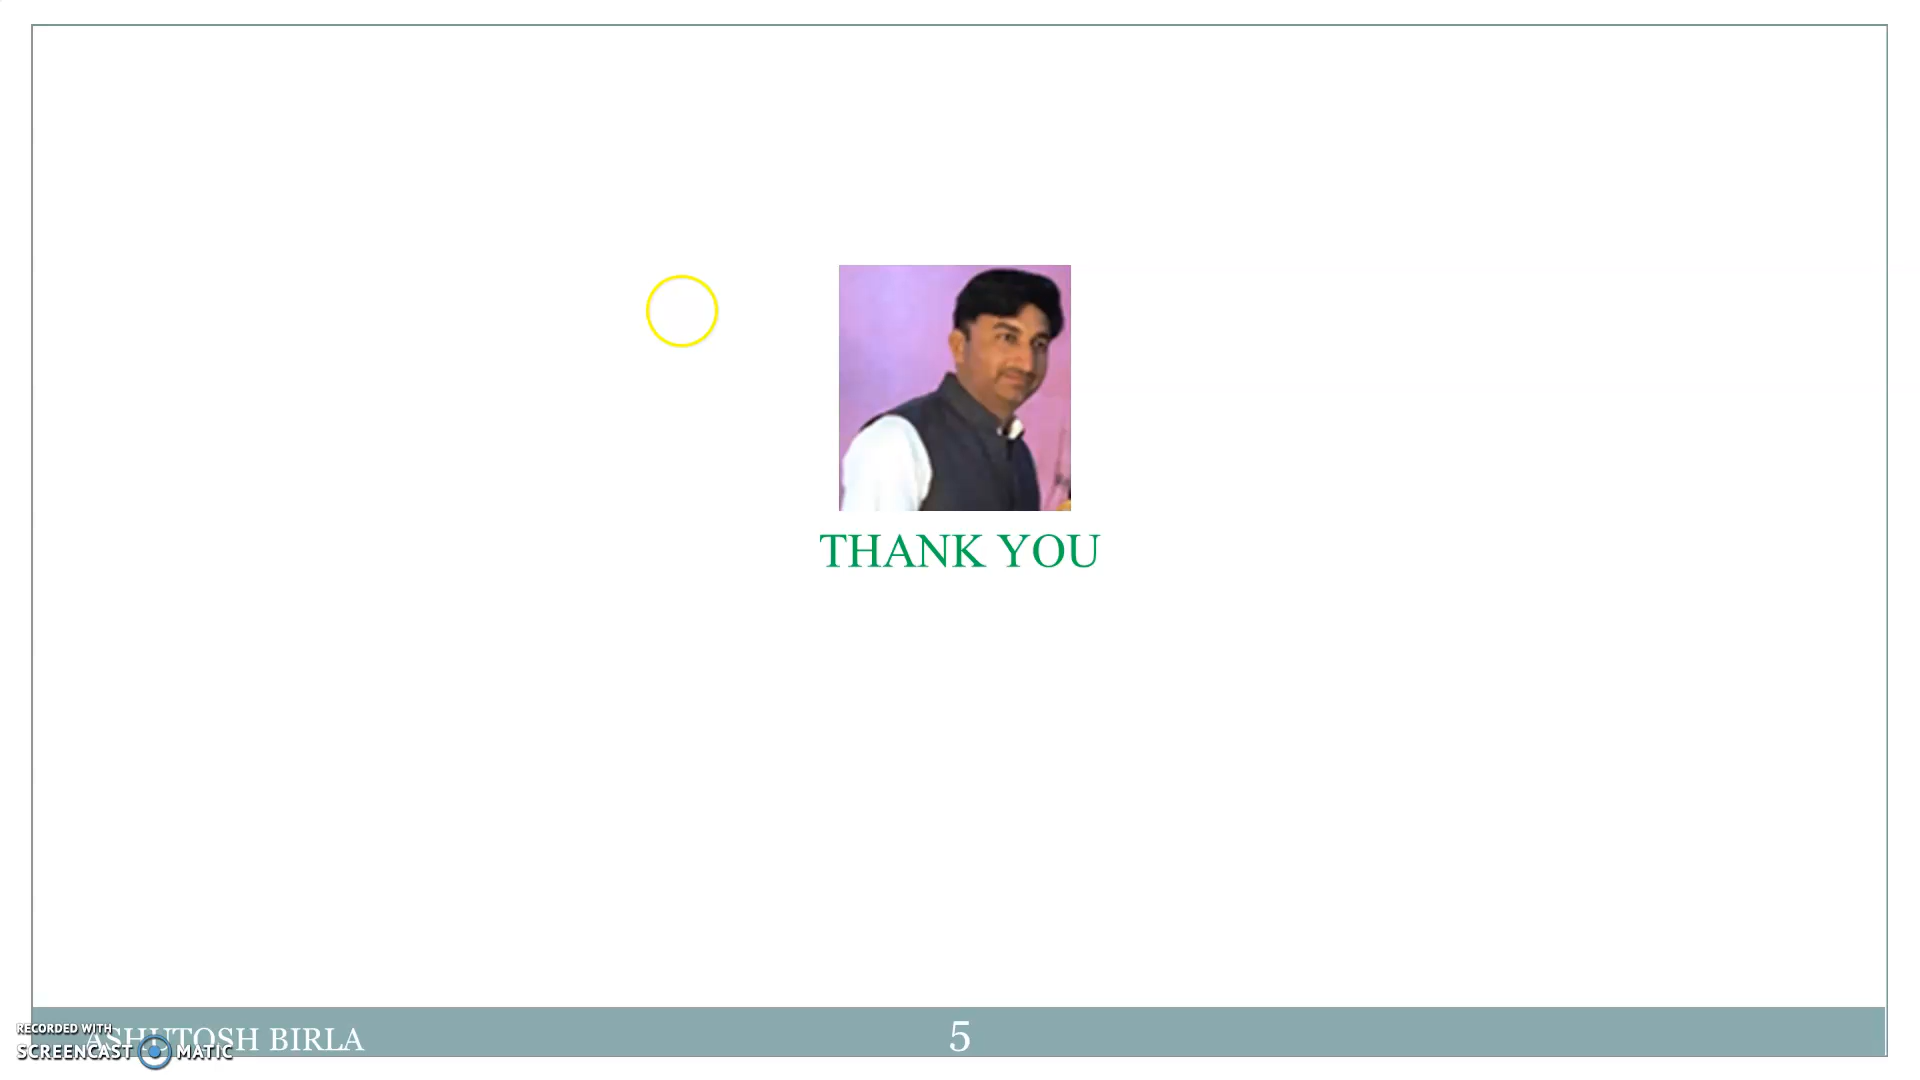 THANK YOU
ASHUTOSH BIRLA
5
RECORDED WITH
SCREENCAST MATIC